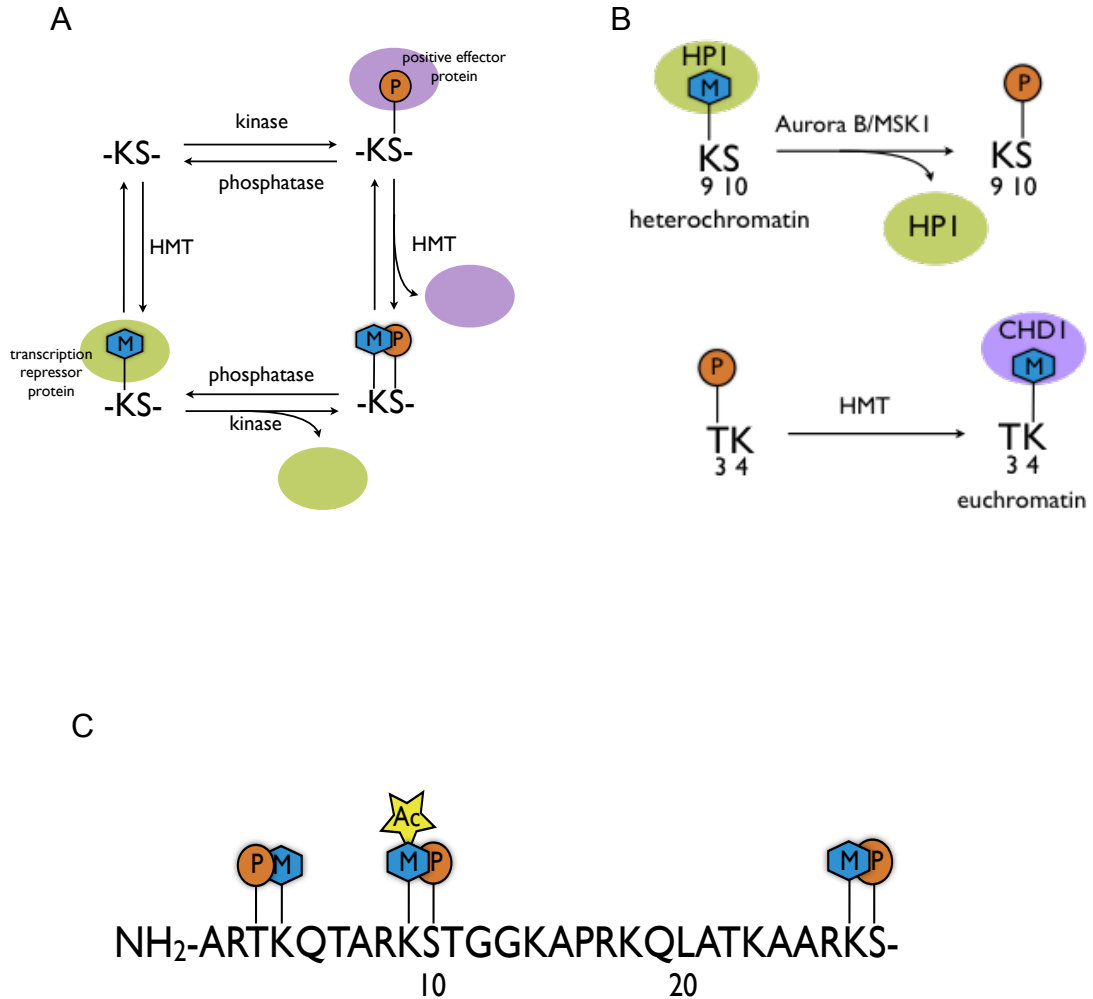 A
positive effector
protein
P
kinase
-KS-
-KS-
phosphatase
HMT
HMT
M
M P
transcription
repressor
protein
phosphatase
-KS-
-KS-
kinase
B
HP1
M
P
Aurora B/MSK1
KS
KS
9 10
9 10
heterochromatin
HP1
CHD1
P
M
HMT
TK
TK
3 4
3 4
euchromatin
C
Ac
P M
M P
M P
NH2-ARTKQTARKSTGGKAPRKQLATKAARKS-
10
20